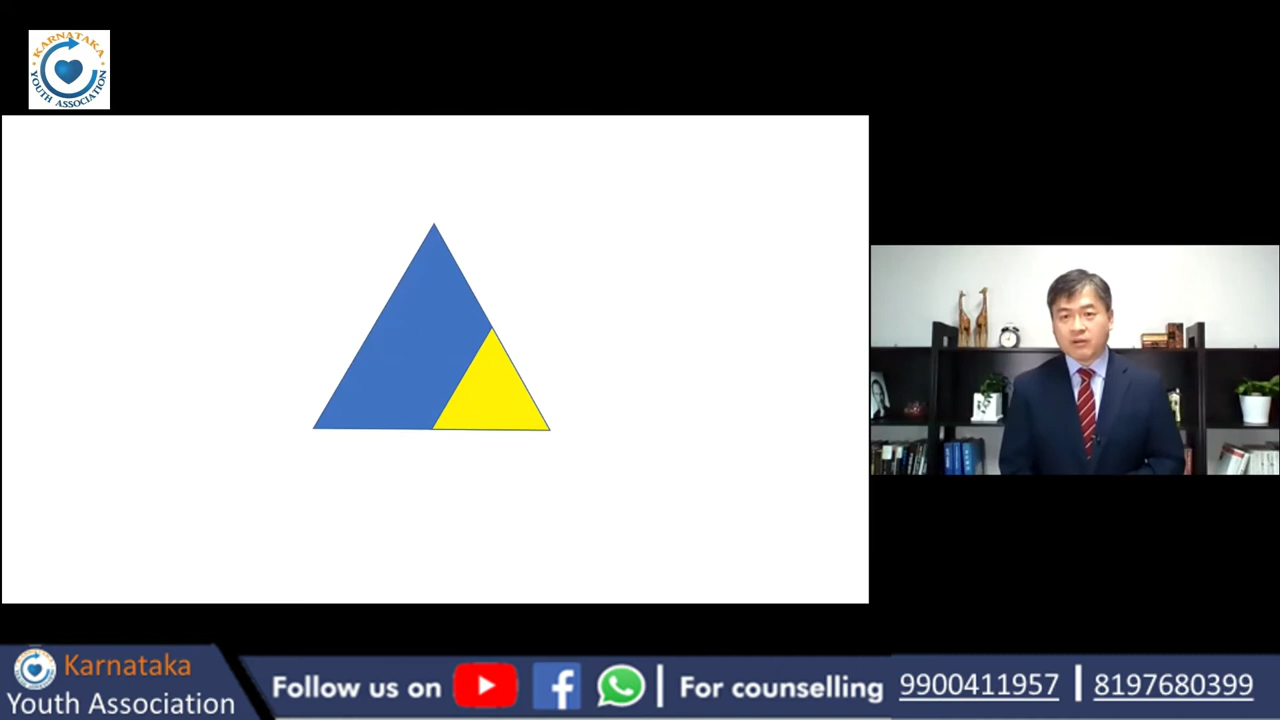 KARNATAKA
YOUTH ASSOCIATION
Karnataka
Youth Association
Follow us on
For counselling
9900411957 | 8197680399